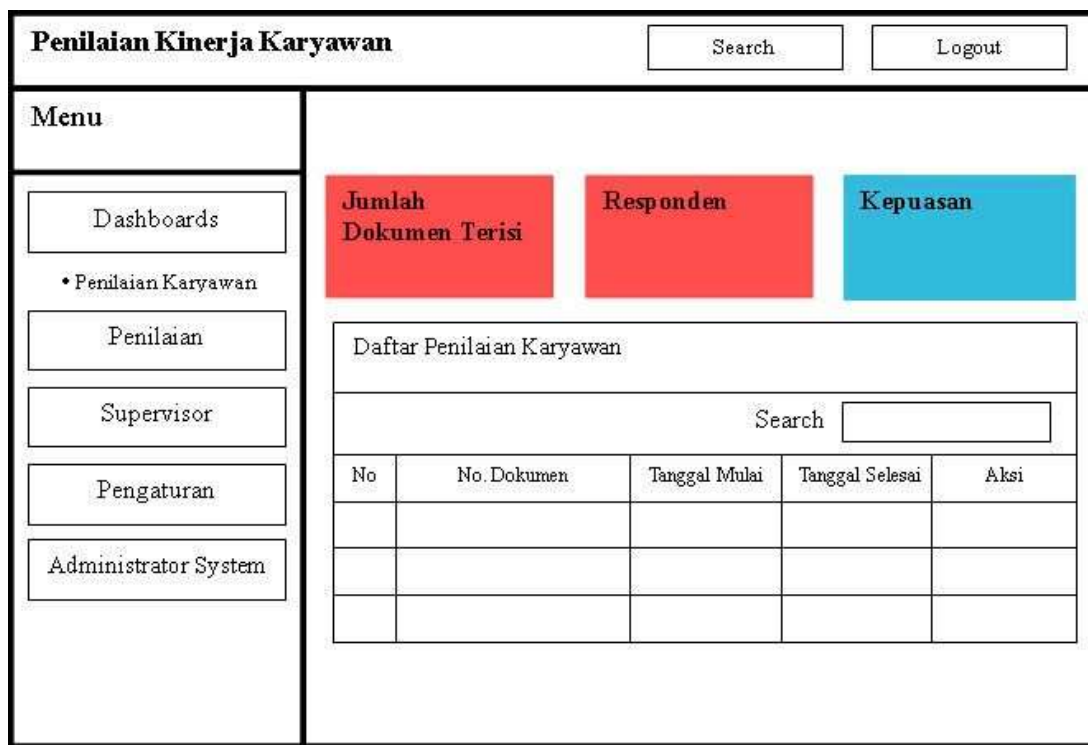 Penilaian Kinerja Karyawan
Search
Logout
Menu
Dashboards
• Penilaian Karyawan
Penilaian
Supervisor
Pengaturan
Administrator System
Jumlah
Dokumen Terisi
Responden
Kepuasan
Daftar Penilaian Karyawan
Search
No
No. Dokumen
Tanggal Mulai
Tanggal Selesai
Aksi